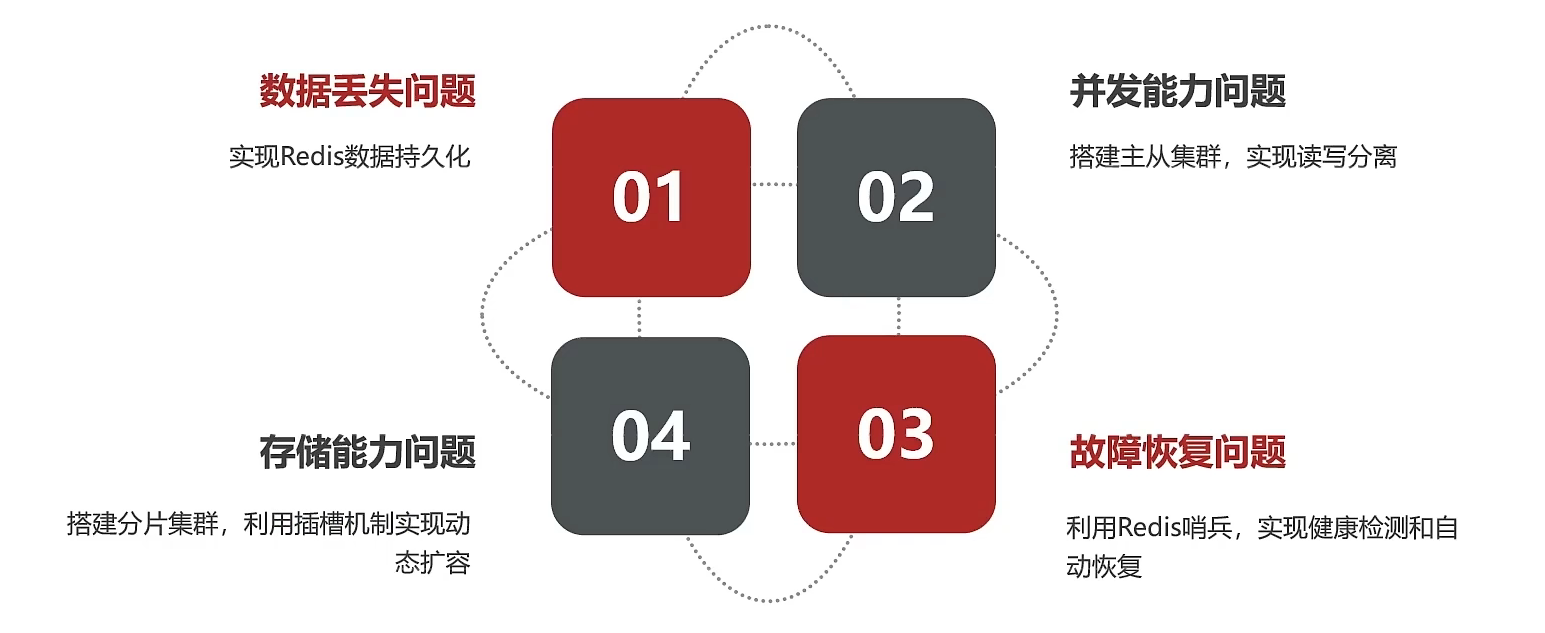 数据丢失问题
实现Redis数据持久化
01
02
并发能力问题
搭建主从集群，实现读写分离
存储能力问题
搭建分片集群，利用插槽机制实现动
态扩容
04
03
故障恢复问题
利用Redis哨兵，实现健康检测和自
动恢复